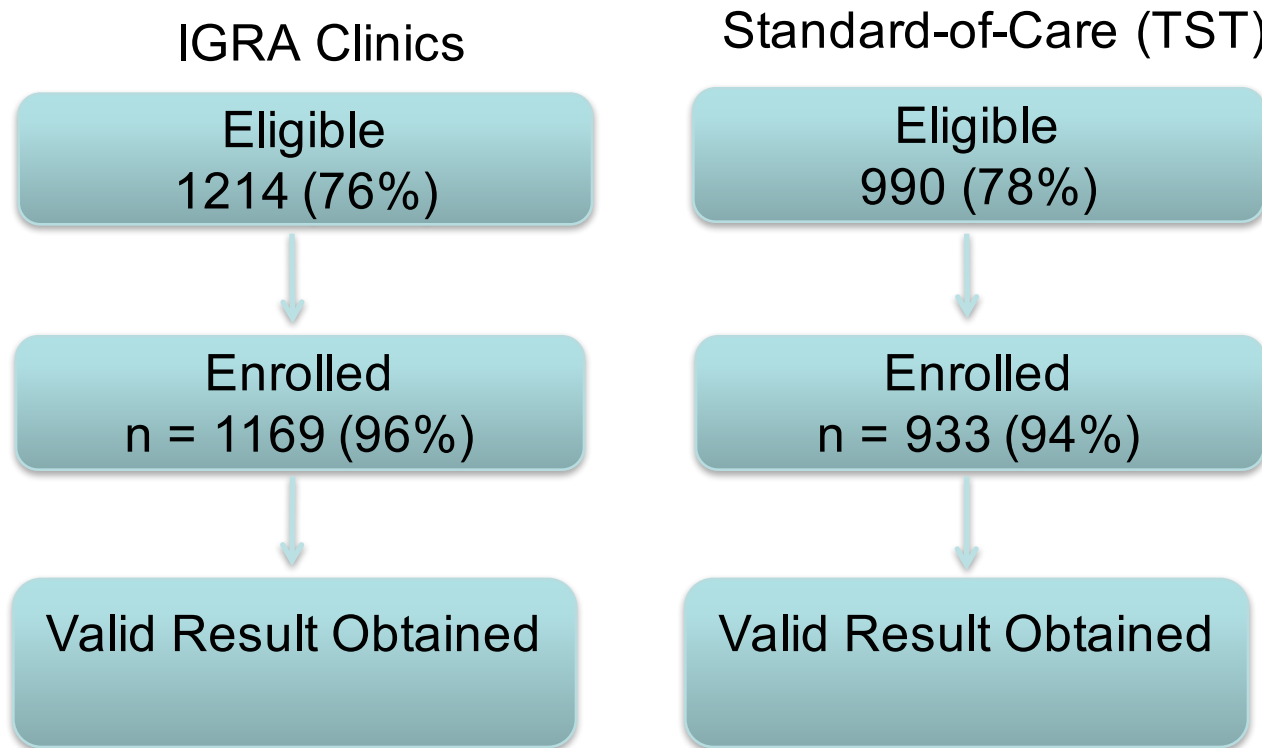 IGRA Clinics
Eligible
1214 (76%)
Enrolled
n = 1169 (96%)
Valid Result Obtained
Standard-of-Care (TST)
Eligible
990 (78%)
Enrolled
n = 933 (94%)
Valid Result Obtained